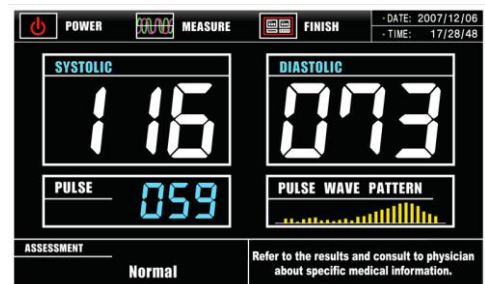 POWER MEASURE FINISH · DATE: 2007/12/06
· TIME: 17/28/48
SYSTOLIC DIASTOLIC
116 073
PULSE PULSE WAVE PATTERN
059
ASSESSMENT
Normal
Refer to the results and consult to physician
about specific medical information.